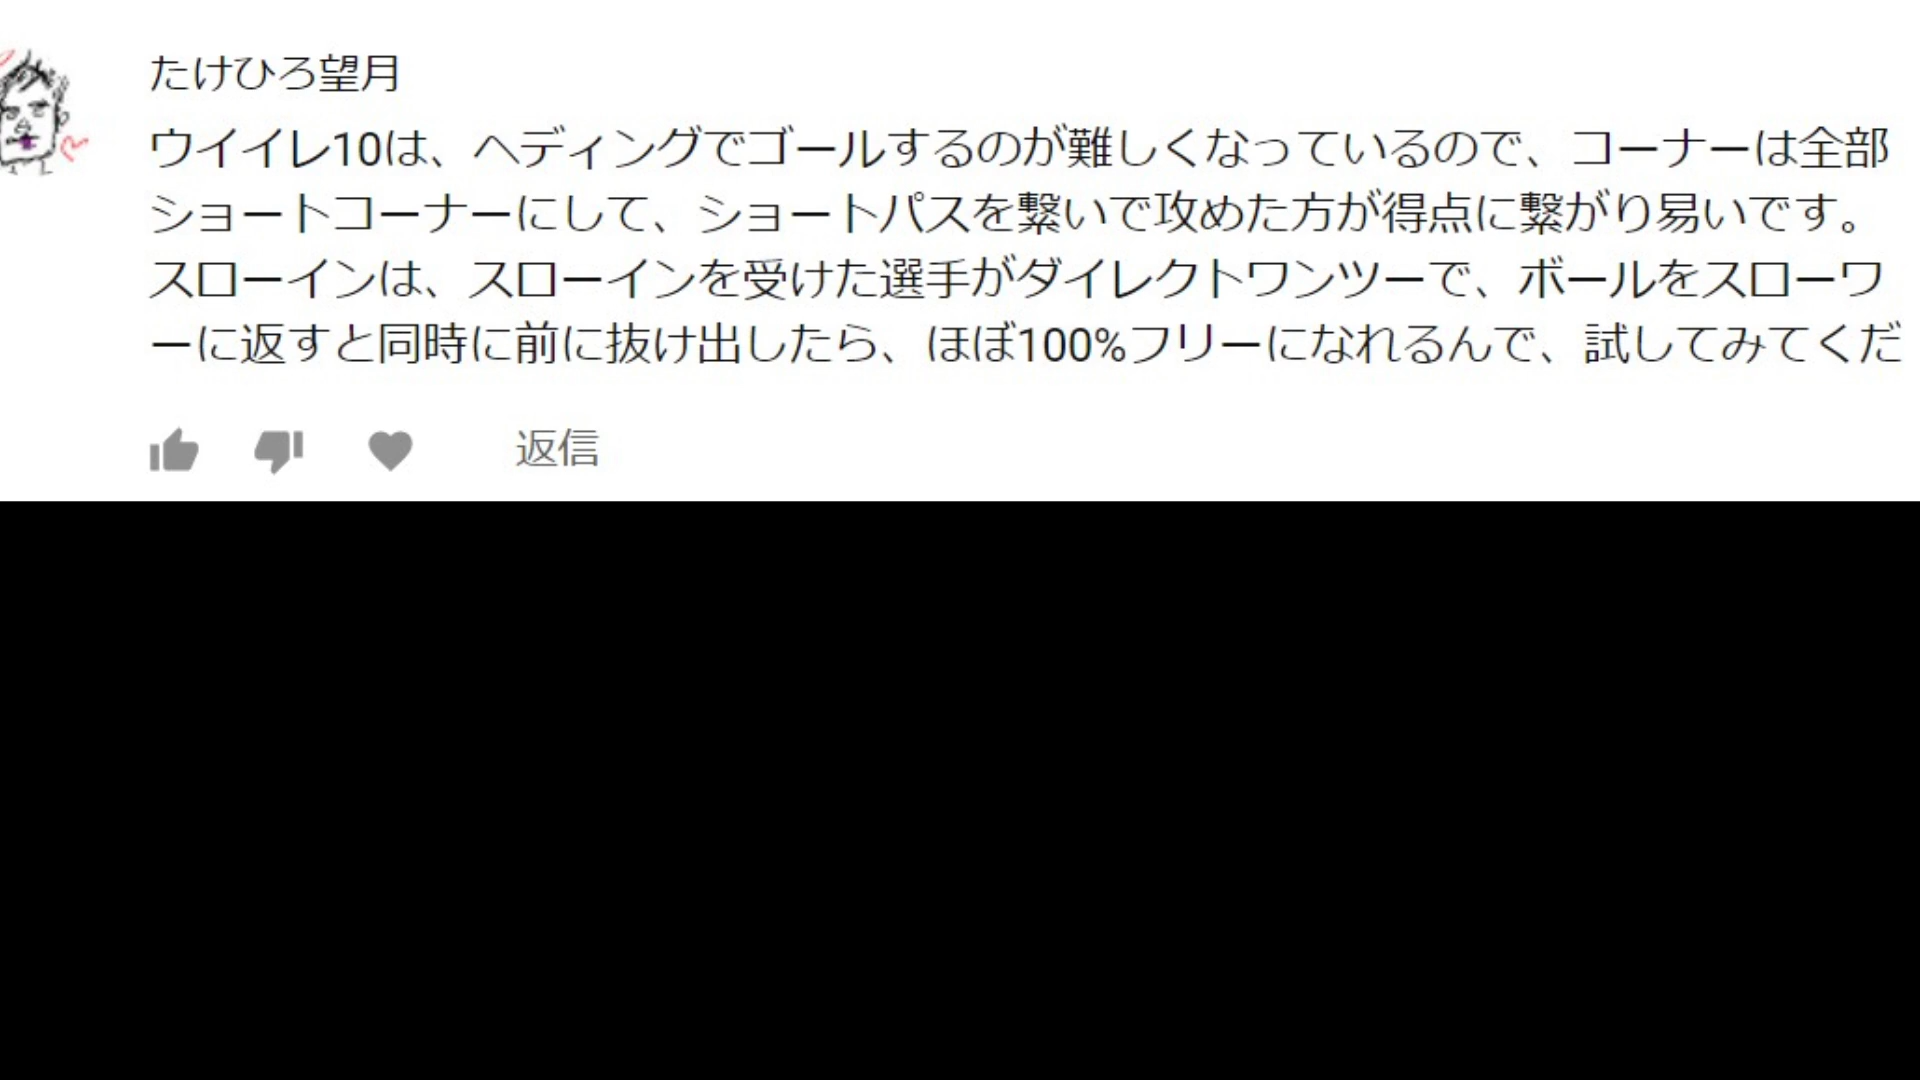 たけひろ望月
ウイイレ10は、ヘディングでゴールするのが難しくなっているので、コーナーは全部
ショートコーナーにして、ショートパスを繋いで攻めた方が得点に繋がり易いです。
スローインは、スローインを受けた選手がダイレクトワンツーで、ボールをスローワ
ーに返すと同時に前に抜け出したら、ほぼ100%フリーになれるんで、試してみてくだ
返信